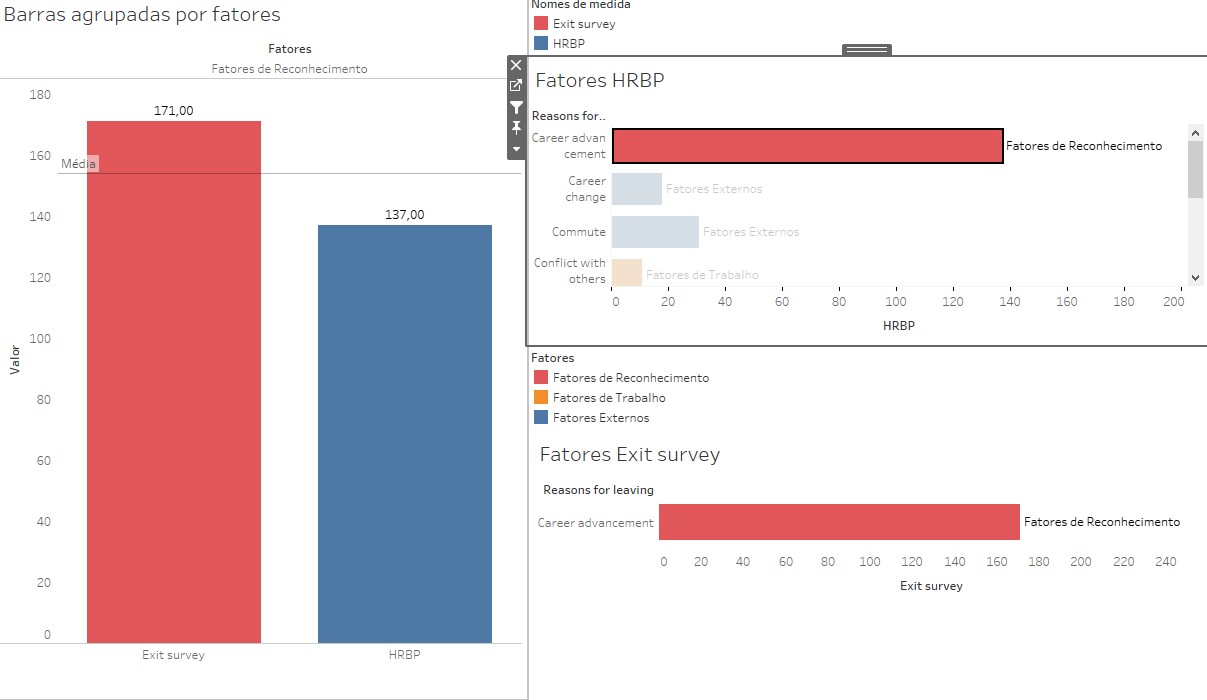 Barras agrupadas por fatores
Fatores
Fatores de Reconhecimento
180
160
140
120
100
80
60
40
20
0
Valor
171,00
Média
137,00
Exit survey
HRBP
Nomes de medida
Exit survey
HRBP
Fatores HRBP
Reasons for..
Career advan
cement
Fatores de Reconhecimento
Career
change
Fatores Externos
Commute
Fatores Externos
Conflict with
others
Fatores de Trabalho
0 20 40 60 80 100 120 140 160 180 200
HRBP
Fatores
Fatores de Reconhecimento
Fatores de Trabalho
Fatores Externos
Fatores Exit survey
Reasons for leaving
Career advancement
Fatores de Reconhecimento
0 20 40 60 80 100 120 140 160 180 200 220 240
Exit survey